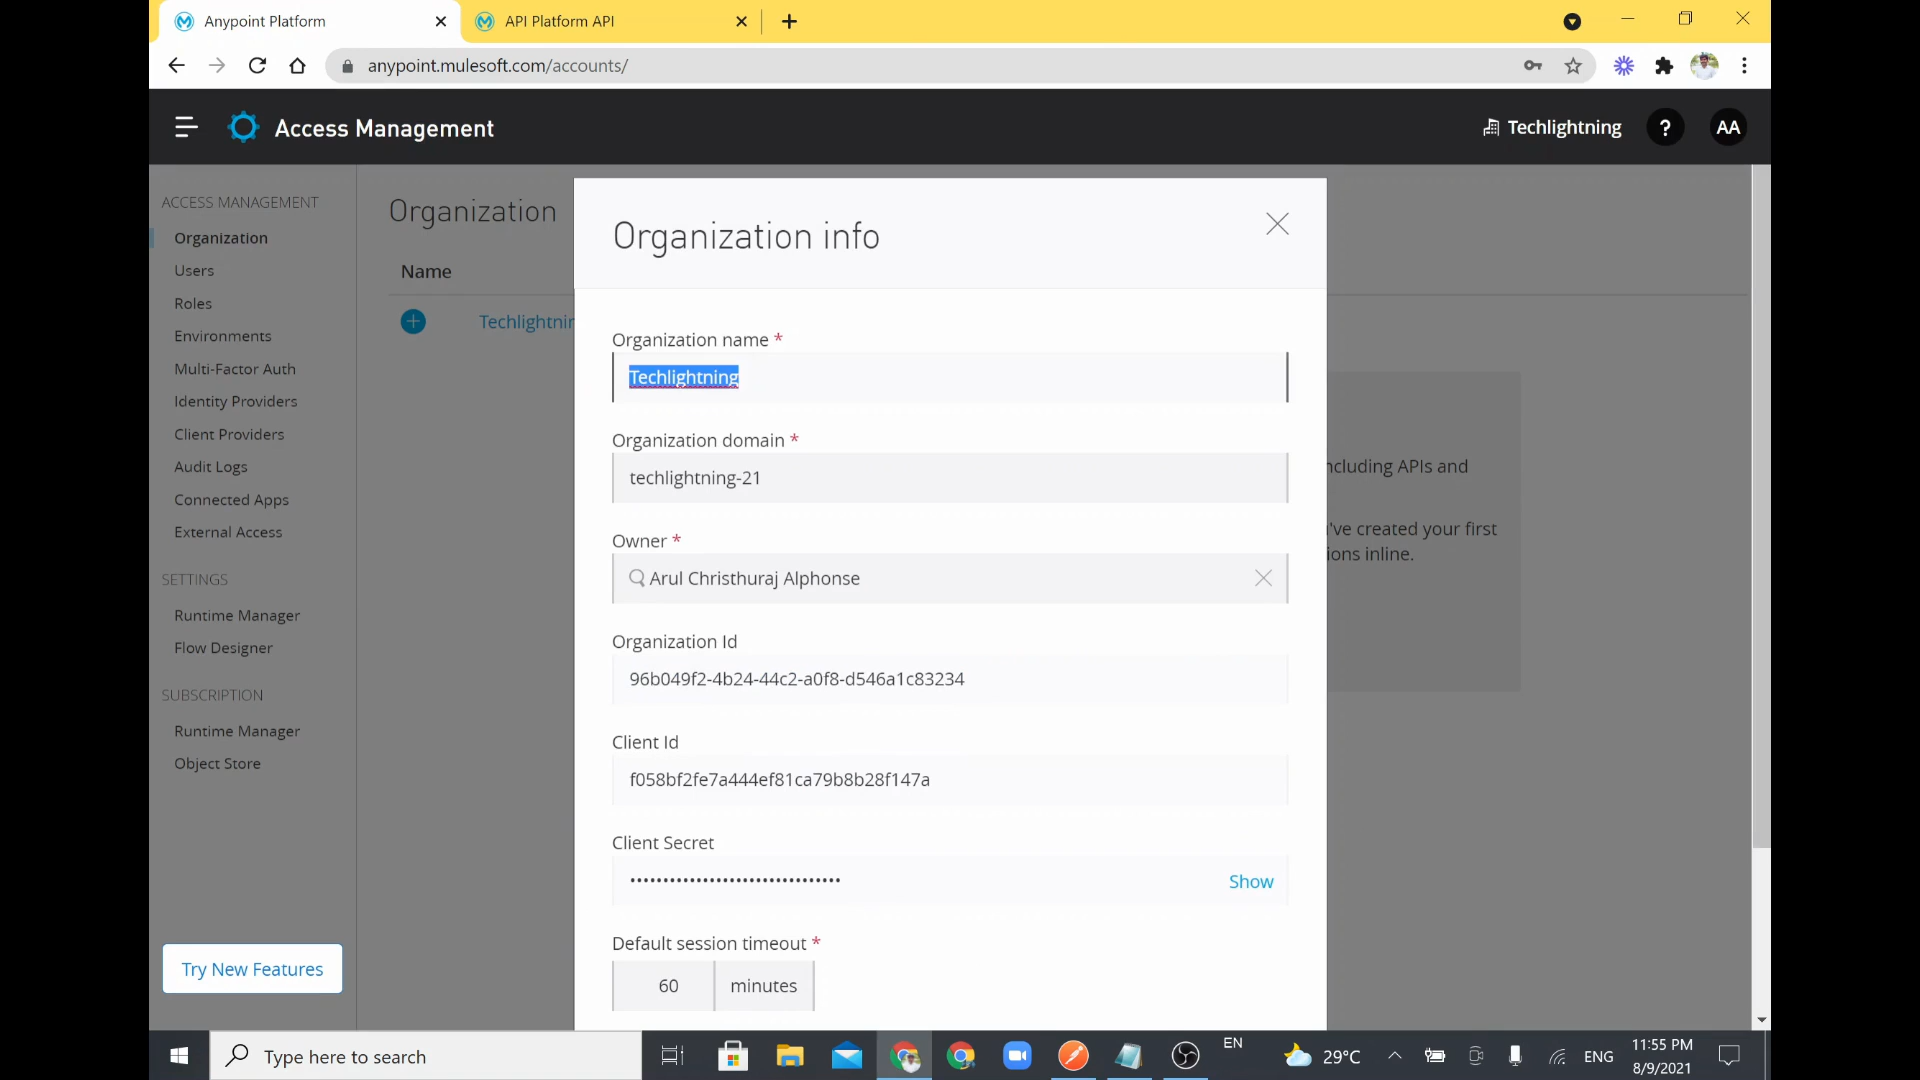 Anypoint Platform
API Platform API
anypoint.mulesoft.com/accounts/
Access Management
Techlightning
?
AA
ACCESS MANAGEMENT
Organization
Users
Roles
Environments
Multi-Factor Auth
Identity Providers
Client Providers
Audit Logs
Connected Apps
External Access
SETTINGS
Runtime Manager
Flow Designer
SUBSCRIPTION
Runtime Manager
Object Store
Try New Features
Organization
Name
Organization info
Organization name *
Techlightning
Organization domain *
techlightning-21
Owner *
Arul Christhuraj Alphonse
Organization Id
96b049f2-4b24-44c2-a0f8-d546a1c83234
Client Id
f058bf2fe7a444ef81ca79b8b28f147a
Client Secret
••••••••••••••••••••••••••••••••
Show
Default session timeout *
60 minutes
APIs and
created your first
inline.
Type here to search
EN
29°C
ENG
11:55 PM
8/9/2021